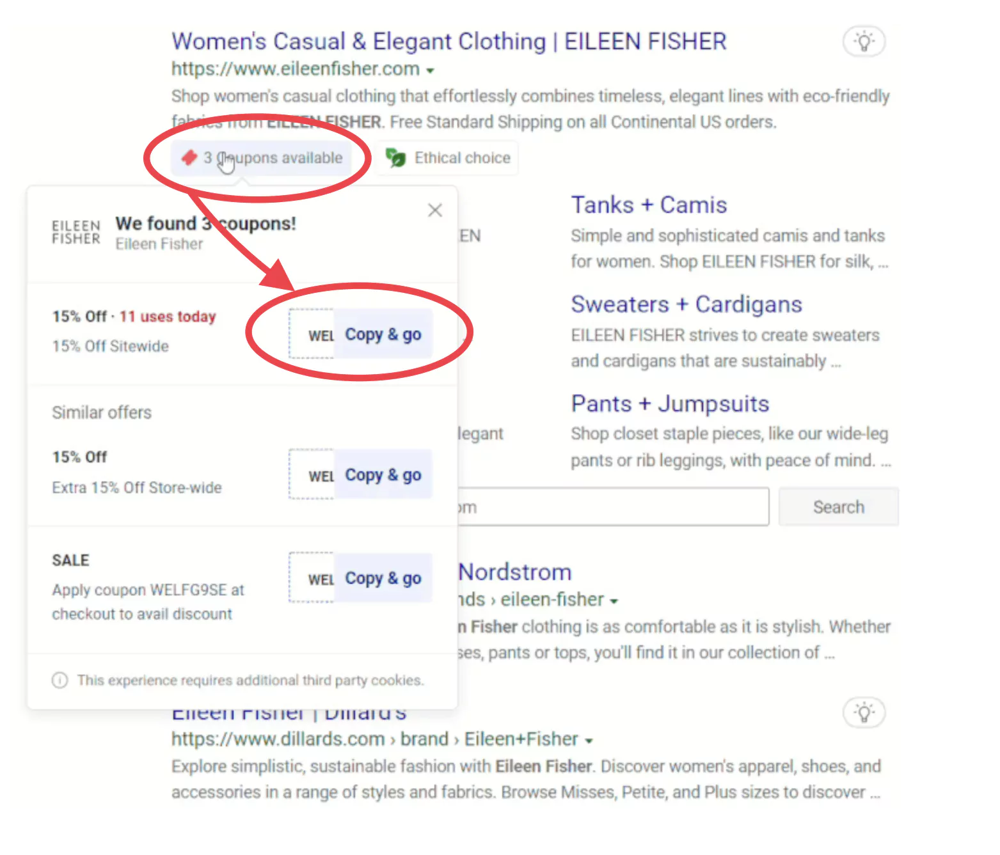 Women's Casual & Elegant Clothing | EILEEN FISHER
https://www.eileenfisher.com
Shop women's casual clothing that effortlessly combines timeless, elegant lines with eco-friendly
fabrics from EILEEN FISHER. Free Standard Shipping on all Continental US orders.
3 Coupons available
Ethical choice
EILEEN
FISHER
We found 3 coupons!
Eileen Fisher
15% Off · 11 uses today
15% Off Sitewide
WEL
Copy & go
Similar offers
15% Off
Extra 15% Off Store-wide
WEL
Copy & go
SALE
Apply coupon WELFG9SE at
checkout to avail discount
WEL
Copy & go
This experience requires additional third party cookies.
EN
Tanks + Camis
Simple and sophisticated camis and tanks
for women. Shop EILEEN FISHER for silk, ...
Sweaters + Cardigans
EILEEN FISHER strives to create sweaters
and cardigans that are sustainably ...
legant
Pants + Jumpsuits
Shop closet staple pieces, like our wide-leg
pants or rib leggings, with peace of mind. ...
om
Search
Nordstrom
nds › eileen-fisher
n Fisher clothing is as comfortable as it is stylish. Whether
ses, pants or tops, you'll find it in our collection of ...
Eileen Fisher | Dillard's
https://www.dillards.com › brand › Eileen+Fisher
Explore simplistic, sustainable fashion with Eileen Fisher. Discover women's apparel, shoes, and
accessories in a range of styles and fabrics. Browse Misses, Petite, and Plus sizes to discover ...